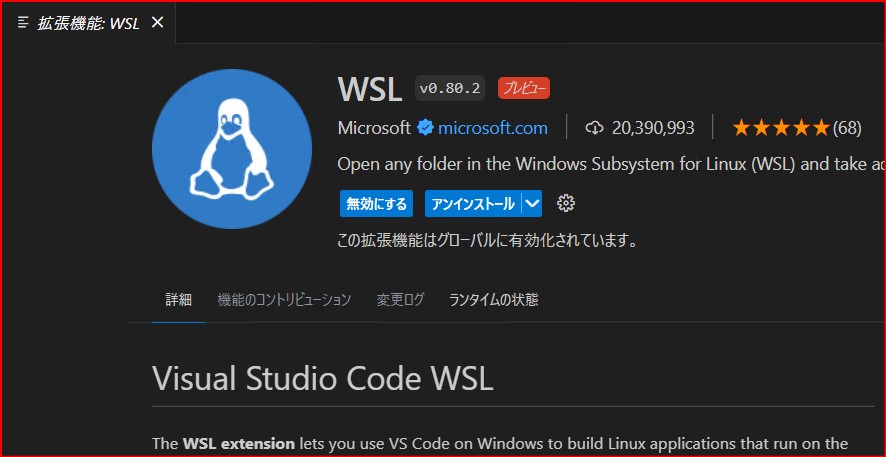 拡張機能: WSL
WSL v0.80.2 プレビュー
Microsoft microsoft.com 20,390,993 (68)
Open any folder in the Windows Subsystem for Linux (WSL) and take ad
無効にする アンインストール
この拡張機能はグローバルに有効化されています。
詳細 機能のコントリビューション 変更ログ ランタイムの状態
Visual Studio Code WSL
The WSL extension lets you use VS Code on Windows to build Linux applications that run on the